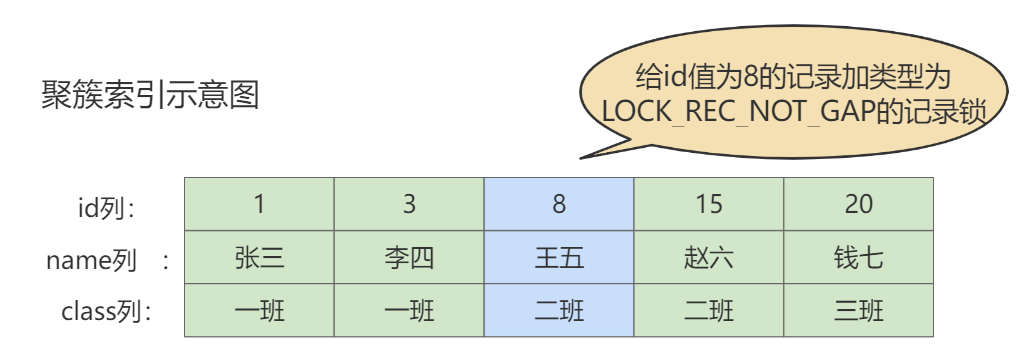 聚簇索引示意图
给id值为8的记录加类型为
LOCK_REC_NOT_GAP的记录锁
id列： 1 3 8 15 20
name列 ： 张三 李四 王五 赵六 钱七
class列： 一班 一班 二班 二班 三班